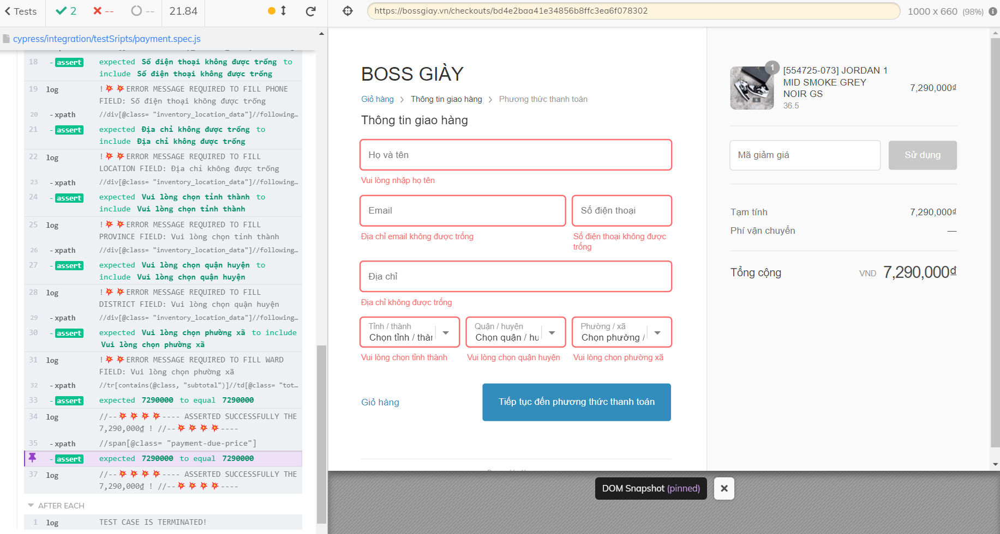 Tests
2
--
--
21.84
https://bossgiay.vn/checkouts/bd4e2baa41e34856b8ffc3ea6f078302
1000 x 660 (98%)
cypress/integration/testSripts/payment.spec.js
18 -assert expected Số điện thoại không được trống to
include Số điện thoại không được trống
19 log !💥💥ERROR MESSAGE REQUIRED TO FILL PHONE
FIELD: Số điện thoại không được trống
20 -xpath //div[@class= "inventory_location_data"]//following…
21 -assert expected Địa chỉ không được trống to
include Địa chỉ không được trống
22 log !💥💥ERROR MESSAGE REQUIRED TO FILL
LOCATION FIELD: Địa chỉ không được trống
23 -xpath //div[@class= "inventory_location_data"]//following…
24 -assert expected Vui lòng chọn tỉnh thành to
include Vui lòng chọn tỉnh thành
25 log !💥💥ERROR MESSAGE REQUIRED TO FILL
PROVINCE FIELD: Vui lòng chọn tỉnh thành
26 -xpath //div[@class= "inventory_location_data"]//following…
27 -assert expected Vui lòng chọn quận huyện to
include Vui lòng chọn quận huyện
28 log !💥💥ERROR MESSAGE REQUIRED TO FILL
DISTRICT FIELD: Vui lòng chọn quận huyện
29 -xpath //div[@class= "inventory_location_data"]//following…
30 -assert expected Vui lòng chọn phường xã to include
Vui lòng chọn phường xã
31 log !💥💥ERROR MESSAGE REQUIRED TO FILL WARD
FIELD: Vui lòng chọn phường xã
32 -xpath //tr[contains(@class, "subtotal")]//td[@class= "tot…
33 -assert expected 7290000 to equal 7290000
34 log //--💥💥💥💥---- ASSERTED SUCCESSFULLY THE
7,290,000₫ ! //--💥💥💥💥----
35 -xpath //span[@class= "payment-due-price"]
-assert expected 7290000 to equal 7290000
37 log //--💥💥💥💥---- ASSERTED SUCCESSFULLY THE
7,290,000₫ ! //--💥💥💥💥----
AFTER EACH
1 log TEST CASE IS TERMINATED!
BOSS GIÀY
Giỏ hàng > Thông tin giao hàng > Phương thức thanh toán
Thông tin giao hàng
Họ và tên
Vui lòng nhập họ tên
Email
Số điện thoại
Địa chỉ email không được trống
Số điện thoại không được
trống
Địa chỉ
Địa chỉ không được trống
Tỉnh / thành
Chọn tỉnh / thàn
Quận / huyện
Chọn quận / hu
Phường / xã
Chọn phường /
Vui lòng chọn tỉnh thành
Vui lòng chọn quận huyện
Vui lòng chọn phường xã
Giỏ hàng
Tiếp tục đến phương thức thanh toán
1
[554725-073] JORDAN 1
MID SMOKE GREY
NOIR GS
36.5
7,290,000₫
Mã giảm giá
Sử dụng
Tạm tính 7,290,000₫
Phí vận chuyển —
Tổng cộng VND 7,290,000₫
DOM Snapshot (pinned)